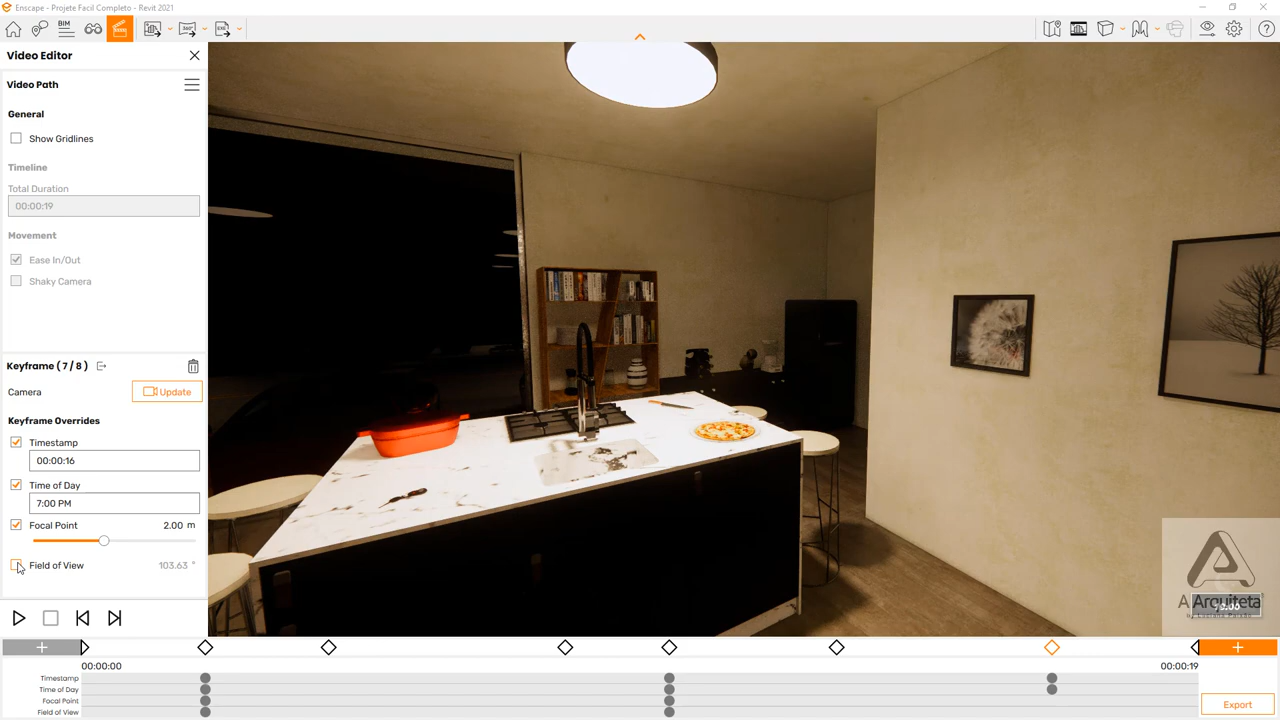 Enscape - Projete Facil Completo - Revit 2021
BIM
360°
EXE
Video Editor
Video Path
General
Show Gridlines
Timeline
Total Duration
00:00:19
Movement
Ease In/Out
Shaky Camera
Keyframe ( 7 / 8 )
Camera
Update
Keyframe Overrides
Timestamp
00:00:16
Time of Day
7:00 PM
Focal Point 2.00 m
Field of View 103.63 °
A Arquiteta
00:00:00
00:00:19
Timestamp
Time of Day
Focal Point
Field of View
Export